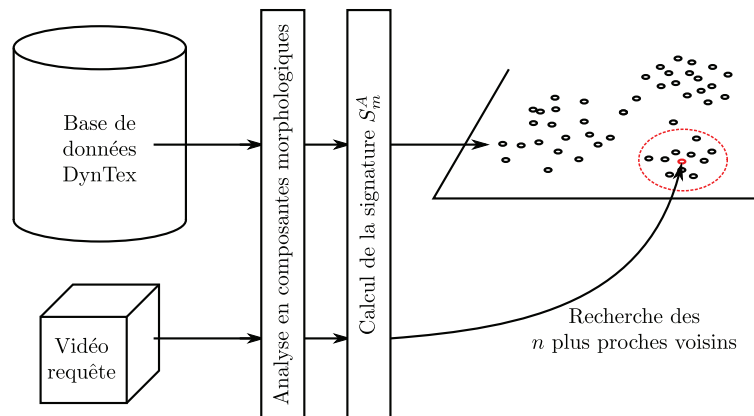 Base de
données
DynTex
Analyse en composantes morphologiques
Calcul de la signature $S_m^A$
Vidéo
requête
Recherche des
n plus proches voisins